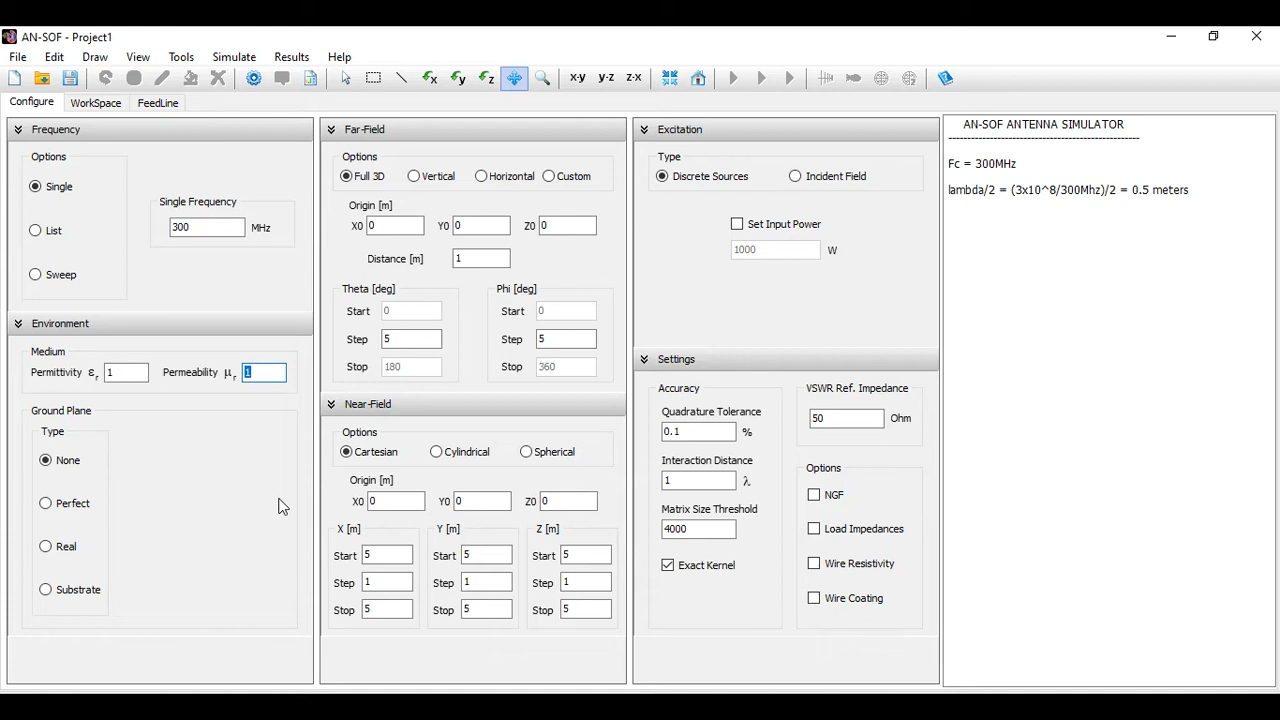 AN-SOF - Project1
File Edit Draw View Tools Simulate Results Help
x-y y-z z-x
Configure WorkSpace FeedLine
Frequency
Options
Single
List
Sweep
Single Frequency
300 MHz
Environment
Medium
Permittivity εr 1 Permeability μr 1
Ground Plane
Type
None
Perfect
Real
Substrate
Far-Field
Options
Full 3D Vertical Horizontal Custom
Origin [m]
X0 0 Y0 0 Z0 0
Distance [m] 1
Theta [deg] Phi [deg]
Start 0 Start 0
Step 5 Step 5
Stop 180 Stop 360
Near-Field
Options
Cartesian Cylindrical Spherical
Origin [m]
X0 0 Y0 0 Z0 0
X [m] Y [m] Z [m]
Start 5 Start 5 Start 5
Step 1 Step 1 Step 1
Stop 5 Stop 5 Stop 5
Excitation
Type
Discrete Sources Incident Field
Set Input Power
1000 W
Settings
Accuracy
Quadrature Tolerance
0.1 %
Interaction Distance
1 λ
Matrix Size Threshold
4000
Exact Kernel
VSWR Ref. Impedance
50 Ohm
Options
NGF
Load Impedances
Wire Resistivity
Wire Coating
AN-SOF ANTENNA SIMULATOR
Fc = 300MHz
lambda/2 = (3x10^8/300Mhz)/2 = 0.5 meters